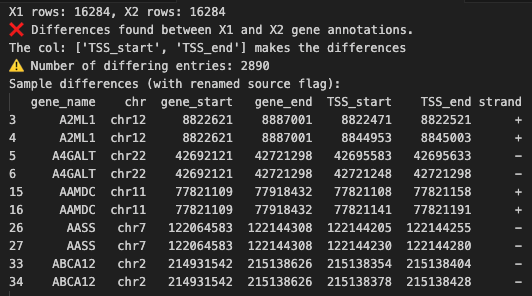 X1 rows: 16284, X2 rows: 16284
❌ Differences found between X1 and X2 gene annotations.
The col: ['TSS_start', 'TSS_end'] makes the differences
⚠️ Number of differing entries: 2890
Sample differences (with renamed source flag):
gene_name chr gene_start gene_end TSS_start TSS_end strand
3 A2ML1 chr12 8822621 8887001 8822471 8822521 +
4 A2ML1 chr12 8822621 8887001 8844953 8845003 +
5 A4GALT chr22 42692121 42721298 42695583 42695633 -
6 A4GALT chr22 42692121 42721298 42721248 42721298 -
15 AAMDC chr11 77821109 77918432 77821108 77821158 +
16 AAMDC chr11 77821109 77918432 77821141 77821191 +
26 AASS chr7 122064583 122144308 122144205 122144255 -
27 AASS chr7 122064583 122144308 122144230 122144280 -
33 ABCA12 chr2 214931542 215138626 215138354 215138404 -
34 ABCA12 chr2 214931542 215138626 215138378 215138428 -